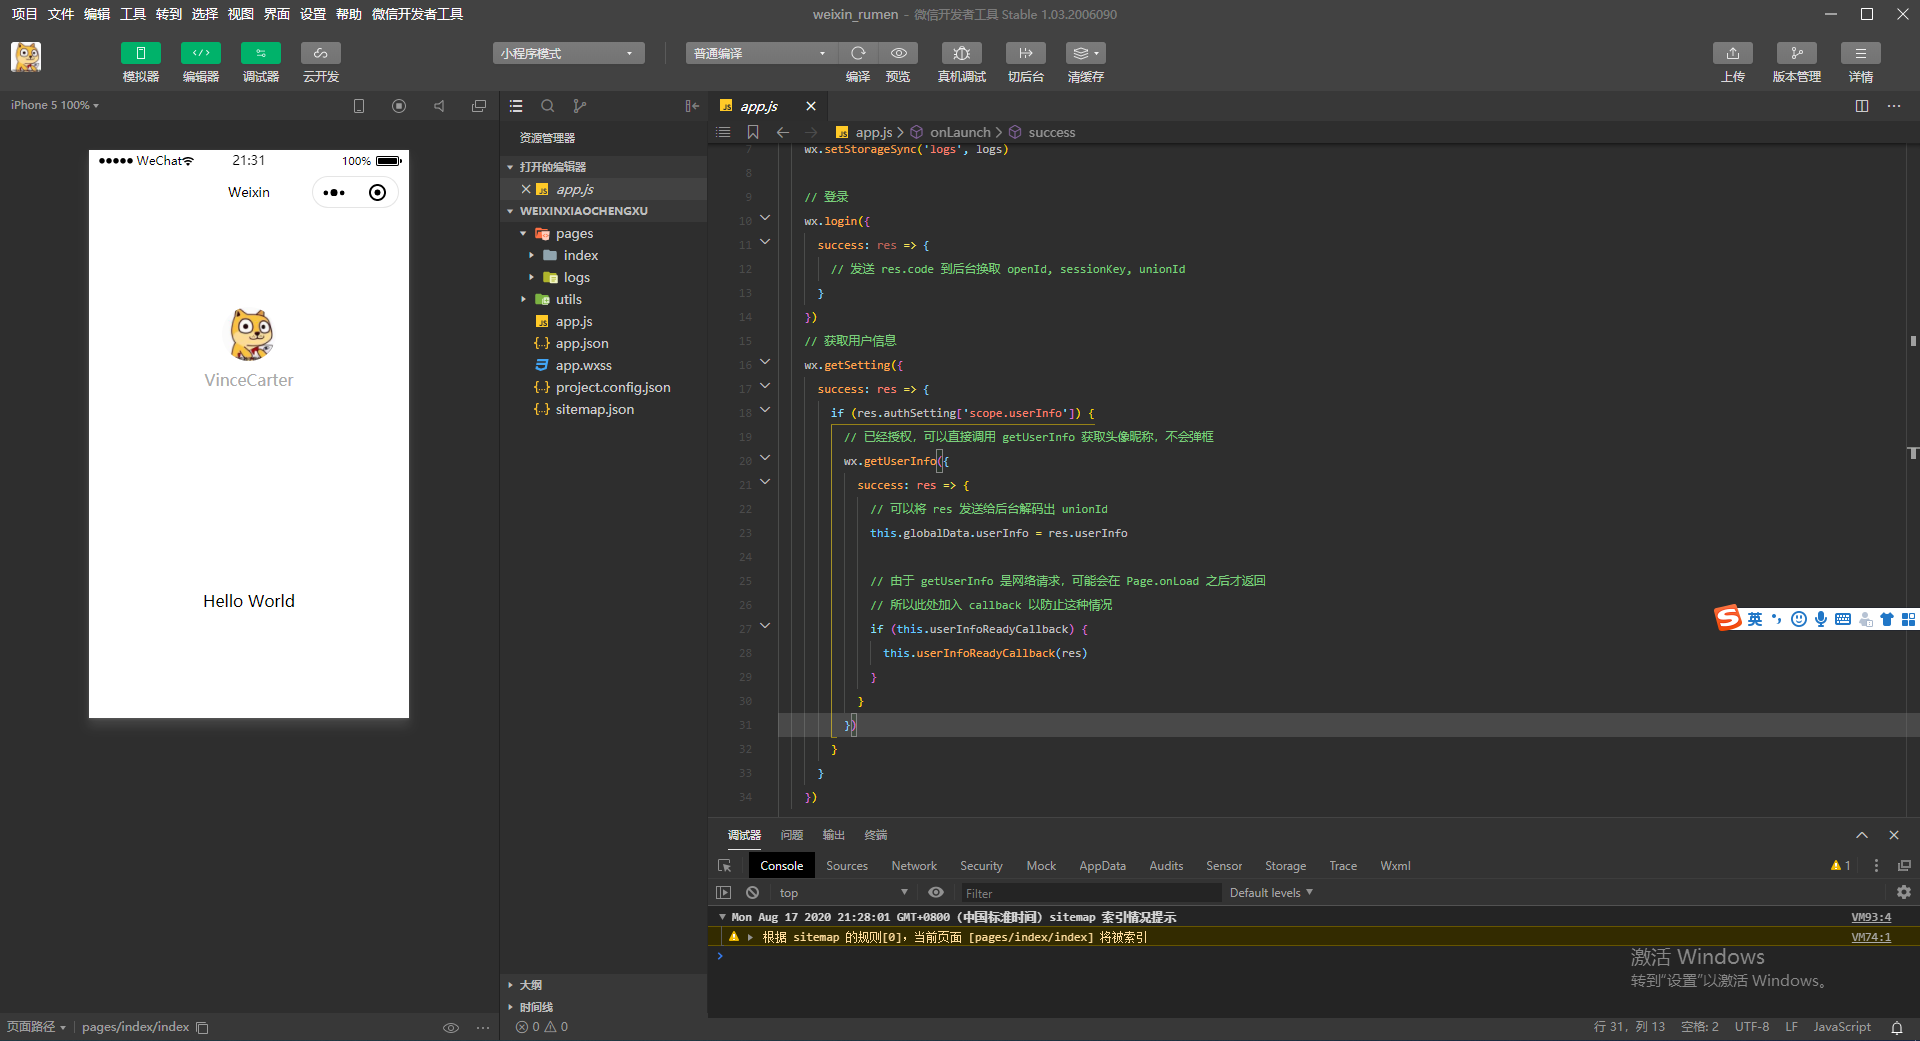 项目 文件 编辑 工具 转到 选择 视图 界面 设置 帮助 微信开发者工具
weixin_rumen - 微信开发者工具 Stable 1.03.2006090
模拟器 编辑器 调试器 云开发
小程序模式
普通编译
编译 预览 真机调试 切后台 清缓存
上传 版本管理 详情
iPhone 5 100%
WeChat 21:31 100%
Weixin
VinceCarter
Hello World
页面路径 pages/index/index
资源管理器
打开的编辑器
app.js
WEIXINXIAOCHENGXU
pages
index
logs
utils
app.js
app.json
app.wxss
project.config.json
sitemap.json
大纲
时间线
0 0
app.js
app.js > onLaunch > success
7 wx.setStorageSync('logs', logs)
8
9 // 登录
10 wx.login({
11 success: res => {
12 // 发送 res.code 到后台换取 openId, sessionKey, unionId
13 }
14 })
15 // 获取用户信息
16 wx.getSetting({
17 success: res => {
18 if (res.authSetting['scope.userInfo']) {
19 // 已经授权，可以直接调用 getUserInfo 获取头像昵称，不会弹框
20 wx.getUserInfo({
21 success: res => {
22 // 可以将 res 发送给后台解码出 unionId
23 this.globalData.userInfo = res.userInfo
24
25 // 由于 getUserInfo 是网络请求，可能会在 Page.onLoad 之后才返回
26 // 所以此处加入 callback 以防止这种情况
27 if (this.userInfoReadyCallback) {
28 this.userInfoReadyCallback(res)
29 }
30 }
31 })
32 }
33 }
34 })
英
调试器 问题 输出 终端
Console Sources Network Security Mock AppData Audits Sensor Storage Trace Wxml
1
top Filter Default levels
Mon Aug 17 2020 21:28:01 GMT+0800 (中国标准时间) sitemap 索引情况提示 VM93:4
根据 sitemap 的规则[0]，当前页面 [pages/index/index] 将被索引 VM74:1
激活 Windows
转到“设置”以激活 Windows。
行 31，列 13 空格: 2 UTF-8 LF JavaScript